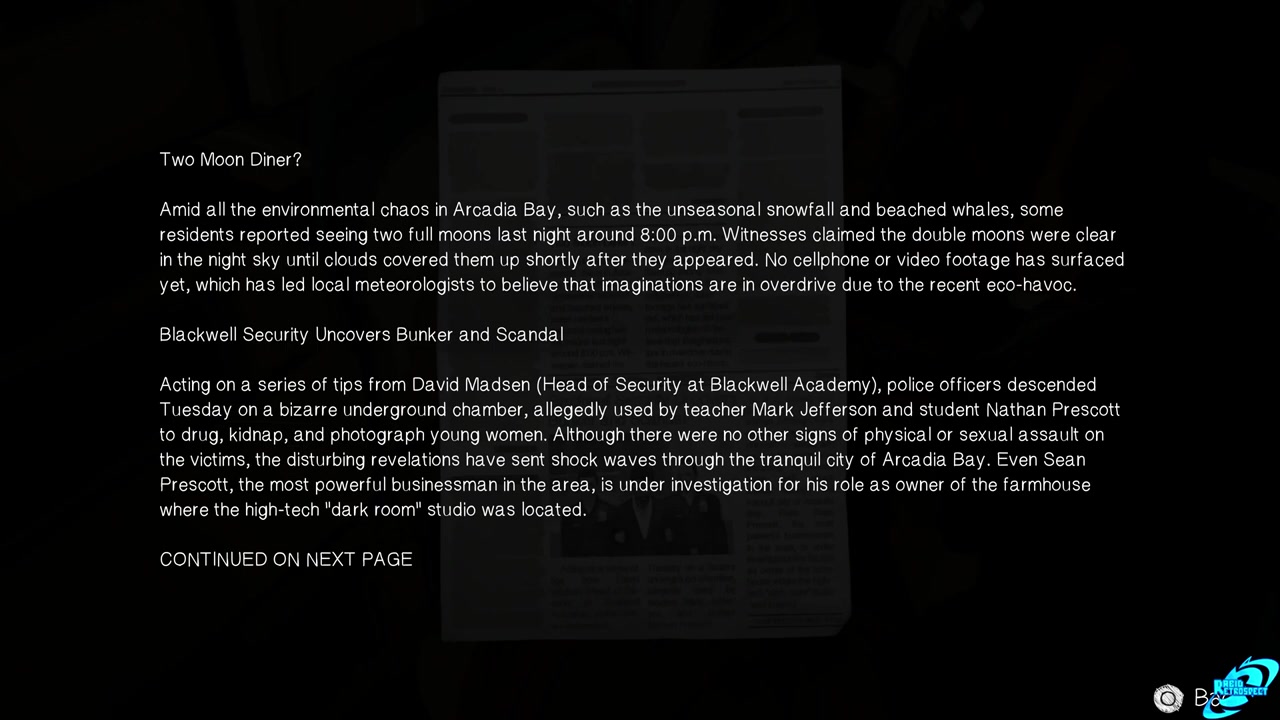 Two Moon Diner?
Amid all the environmental chaos in Arcadia Bay, such as the unseasonal snowfall and beached whales, some
residents reported seeing two full moons last night around 8:00 p.m. Witnesses claimed the double moons were clear
in the night sky until clouds covered them up shortly after they appeared. No cellphone or video footage has surfaced
yet, which has led local meteorologists to believe that imaginations are in overdrive due to the recent eco-havoc.
Blackwell Security Uncovers Bunker and Scandal
Acting on a series of tips from David Madsen (Head of Security at Blackwell Academy), police officers descended
Tuesday on a bizarre underground chamber, allegedly used by teacher Mark Jefferson and student Nathan Prescott
to drug, kidnap, and photograph young women. Although there were no other signs of physical or sexual assault on
the victims, the disturbing revelations have sent shock waves through the tranquil city of Arcadia Bay. Even Sean
Prescott, the most powerful businessman in the area, is under investigation for his role as owner of the farmhouse
where the high-tech "dark room" studio was located.
CONTINUED ON NEXT PAGE
RETROSPECT